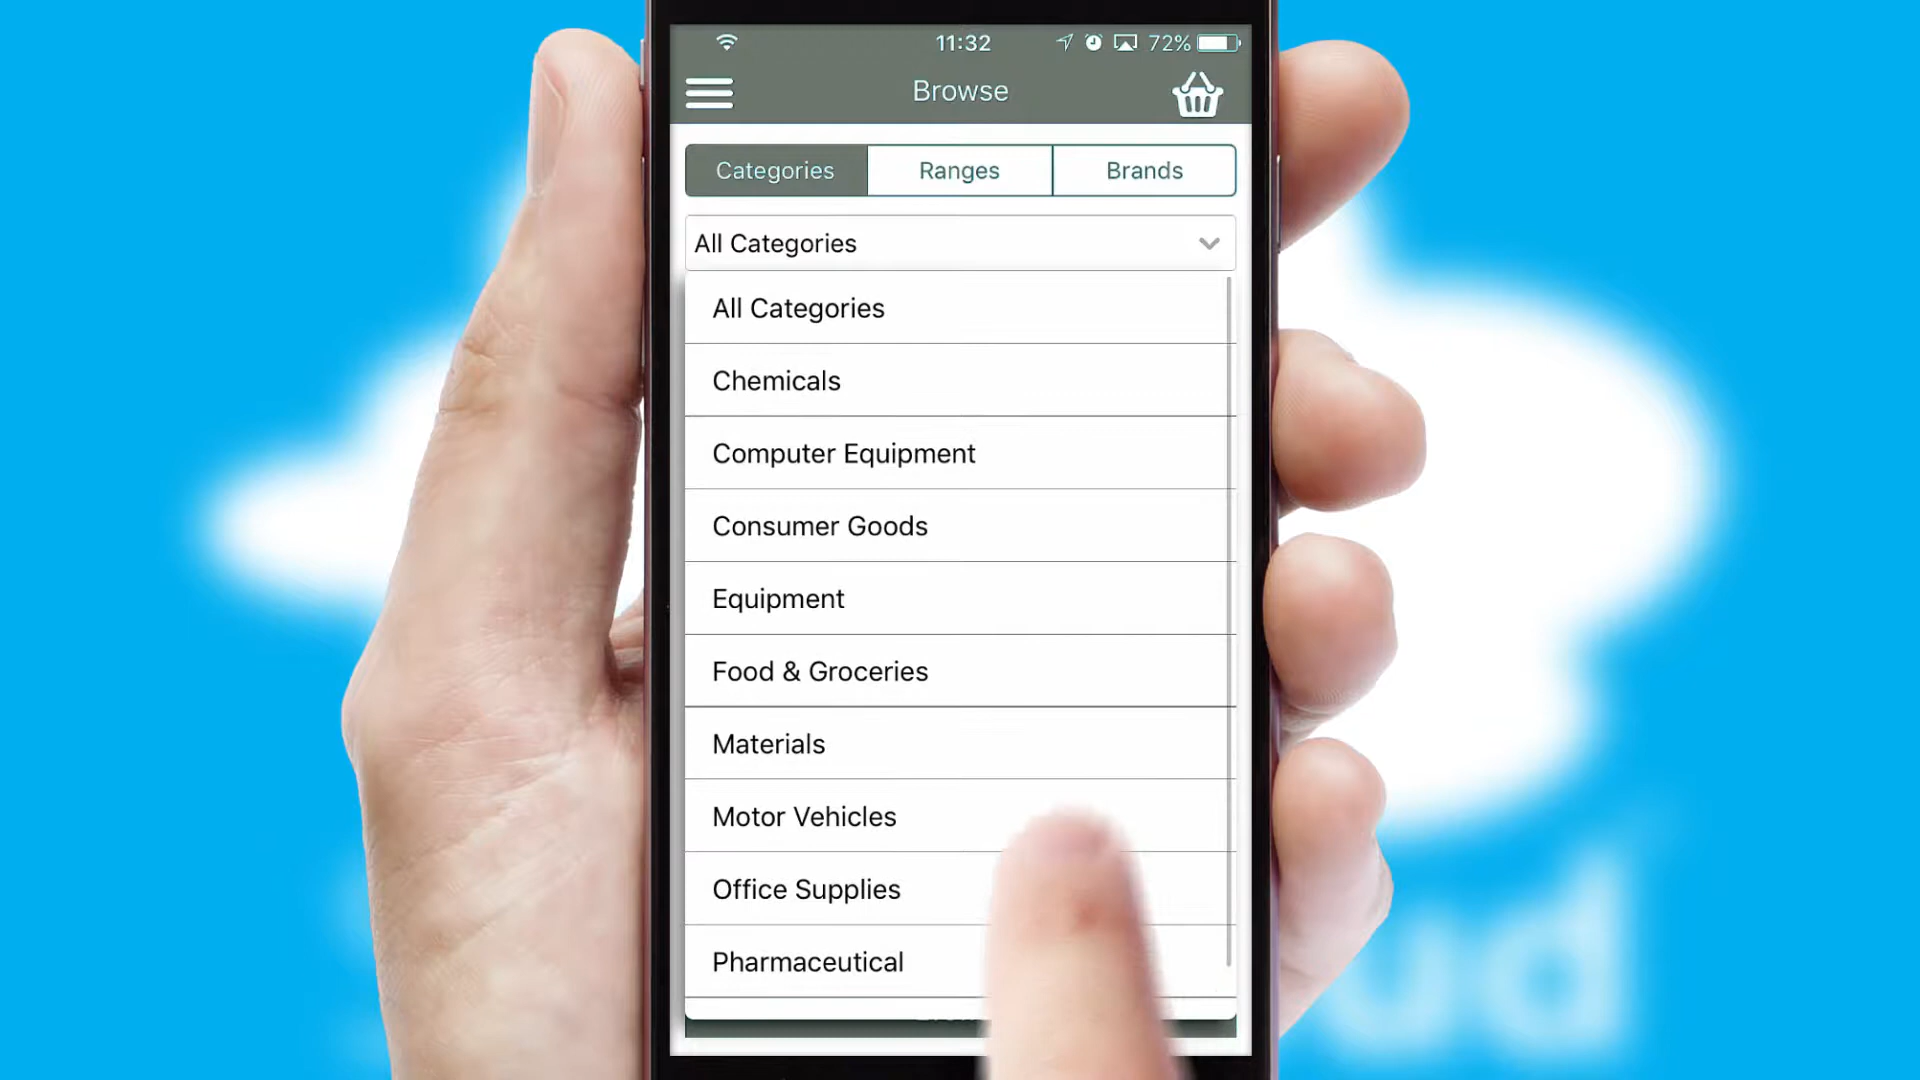 11:32
72%
Browse
Categories
Ranges
Brands
All Categories
All Categories
Chemicals
Computer Equipment
Consumer Goods
Equipment
Food & Groceries
Materials
Motor Vehicles
Office Supplies
Pharmaceutical